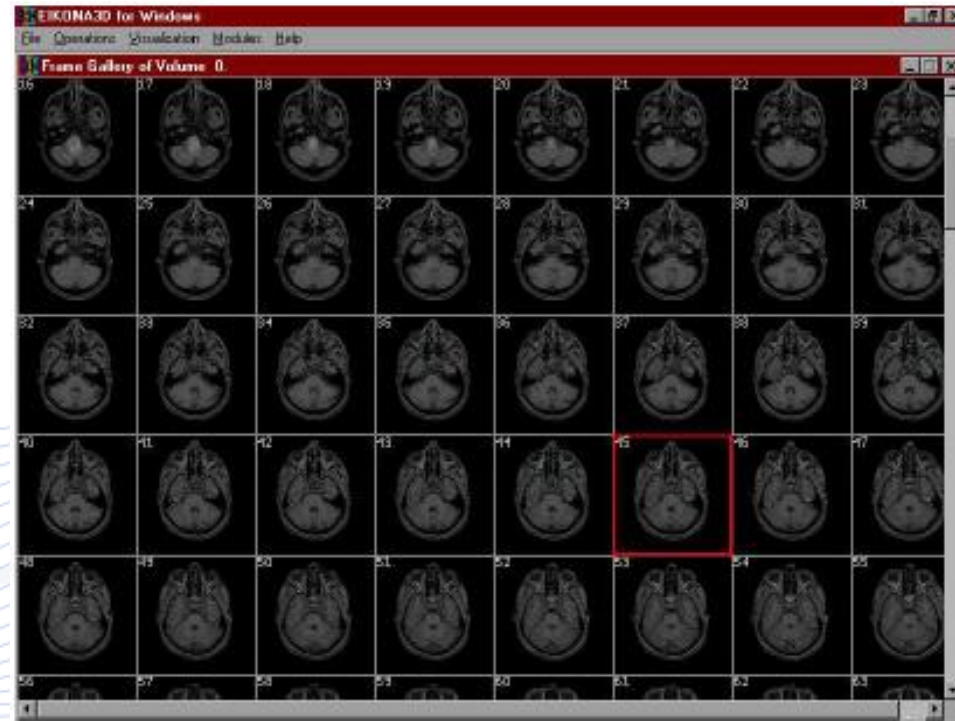 EIKONA3D for Windows
File Operations Visualization Modules Help
Frame Gallery of Volume 0.
16 17 18 19 20 21 22 23
24 25 26 27 28 29 30 31
32 33 34 35 36 37 38 39
40 41 42 43 44 45 46 47
48 49 50 51 52 53 54 55
56 57 58 59 60 61 62 63